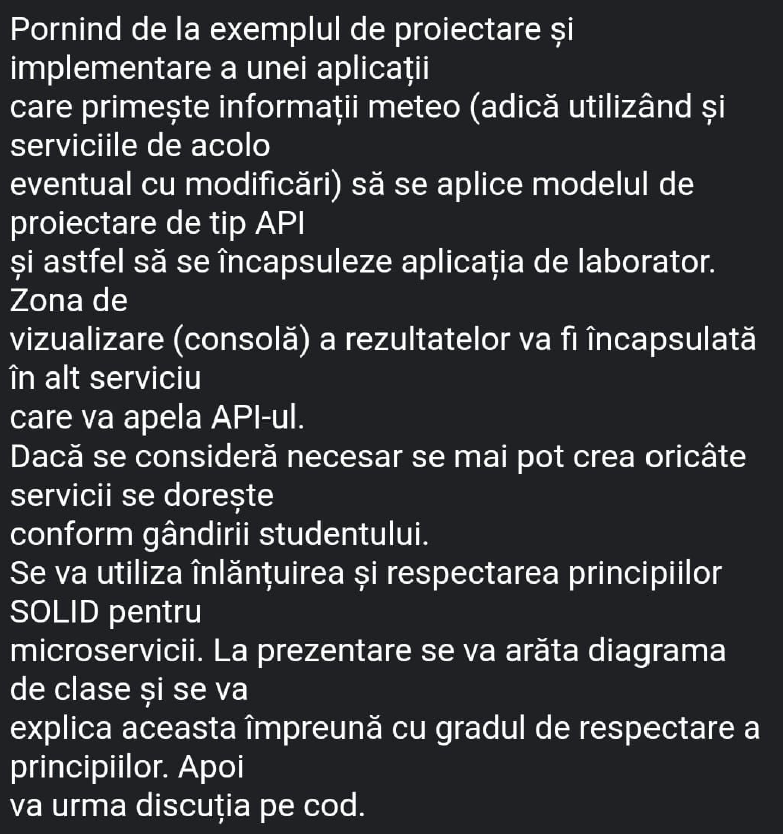 Pornind de la exemplul de proiectare și
implementare a unei aplicații
care primește informații meteo (adică utilizând și
serviciile de acolo
eventual cu modificări) să se aplice modelul de
proiectare de tip API
și astfel să se încapsuleze aplicația de laborator.
Zona de
vizualizare (consolă) a rezultatelor va fi încapsulată
în alt serviciu
care va apela API-ul.
Dacă se consideră necesar se mai pot crea oricâte
servicii se dorește
conform gândirii studentului.
Se va utiliza înlănțuirea și respectarea principiilor
SOLID pentru
microservicii. La prezentare se va arăta diagrama
de clase și se va
explica aceasta împreună cu gradul de respectare a
principiilor. Apoi
va urma discuția pe cod.